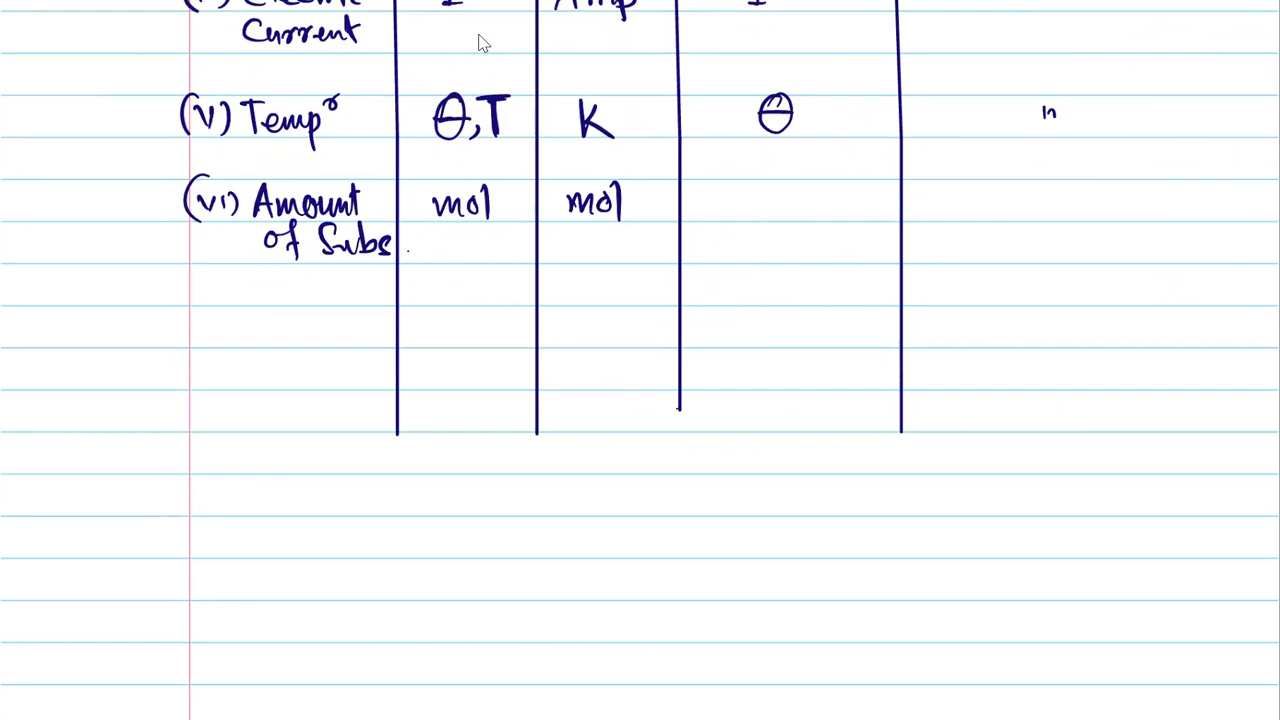 Current
(V) Temp^r θ,T K θ
(VI) Amount mol mol
of Subs